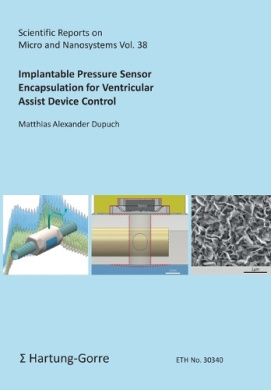 Scientific Reports on
Micro and Nanosystems Vol. 38
Implantable Pressure Sensor
Encapsulation for Ventricular
Assist Device Control
Matthias Alexander Dupuch
Σ Hartung-Gorre
ETH No. 30340